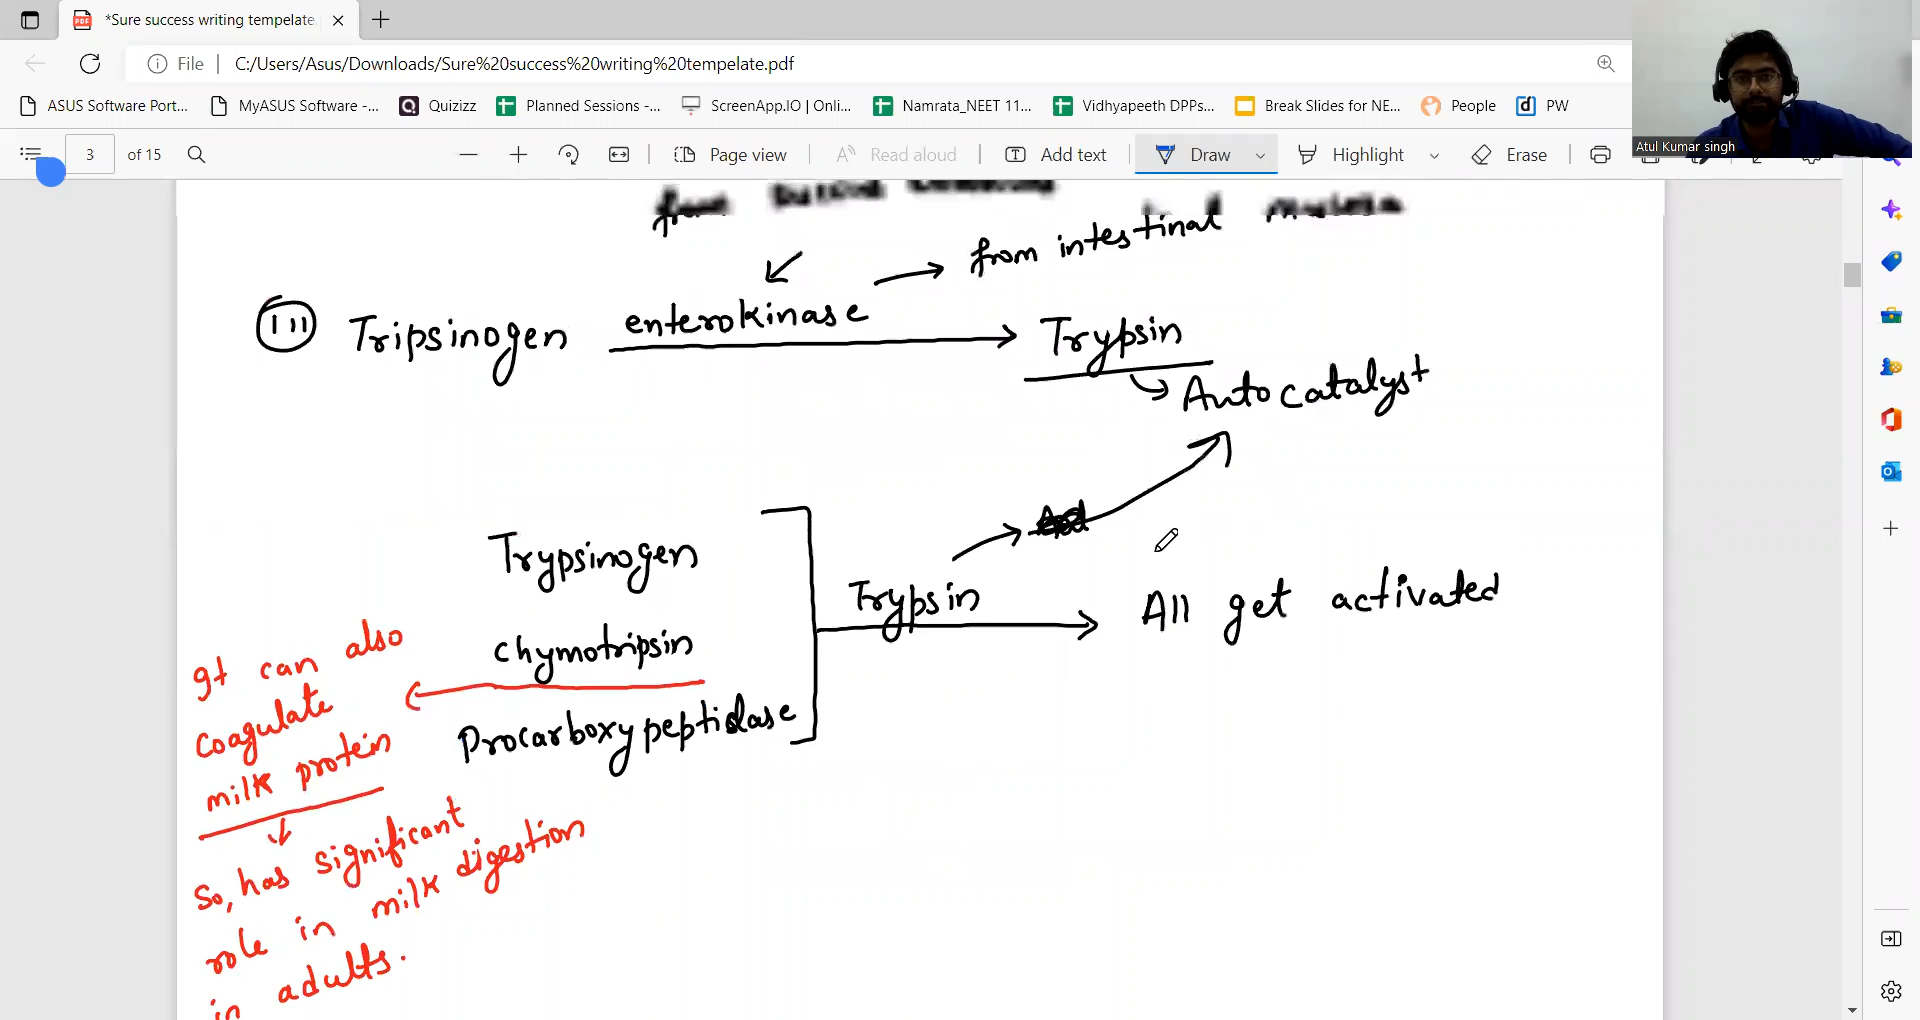 *Sure success writing tempelate.
File
C:/Users/Asus/Downloads/Sure%20success%20writing%20tempelate.pdf
ASUS Software Port...
MyASUS Software -...
Quizizz
Planned Sessions -...
ScreenApp.IO | Onli...
Namrata_NEET 11...
Vidhyapeeth DPPs...
Break Slides for NE...
People
PW
3 of 15
Page view
Read aloud
Add text
Draw
Highlight
Erase
Atul Kumar singh
from
from intestinal
III Tripsinogen enterokinase Trypsin
Autocatalyst
Trypsinogen
chymotripsin
Procarboxypeptidase
Trypsin
All get activated
It can also
coagulate
milk protein
So, has significant
role in milk digestion
in adults.